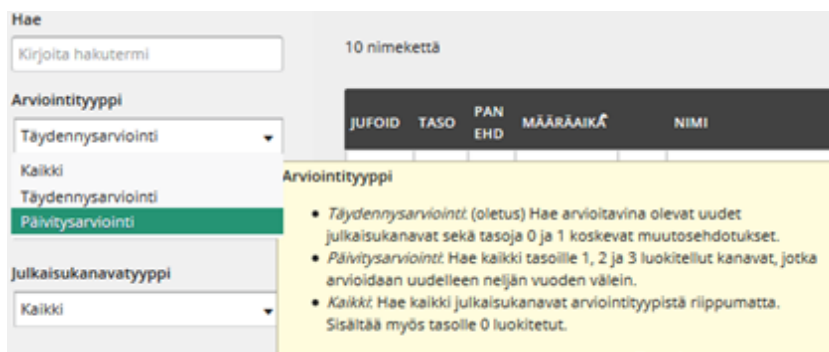 Hae
Kirjoita hakutermi
Arviointityyppi
Täydennysarviointi
Kaikki
Täydennysarviointi
Päivitysarviointi
Julkaisukanavatyyppi
Kaikki
10 nimekettä
JUFOID TASO PAN EHD MÄÄRÄAIKA NIMI
Arviointityyppi
• Täydennysarviointi: (oletus) Hae arvioitavina olevat uudet
julkaisukanavat sekä tasoja 0 ja 1 koskevat muutosehdotukset.
• Päivitysarviointi: Hae kaikki tasoille 1, 2 ja 3 luokitellut kanavat, jotka
arvioidaan uudelleen neljän vuoden välein.
• Kaikki: Hae kaikki julkaisukanavat arviointityypistä riippumatta.
Sisältää myös tasolle 0 luokitetut.